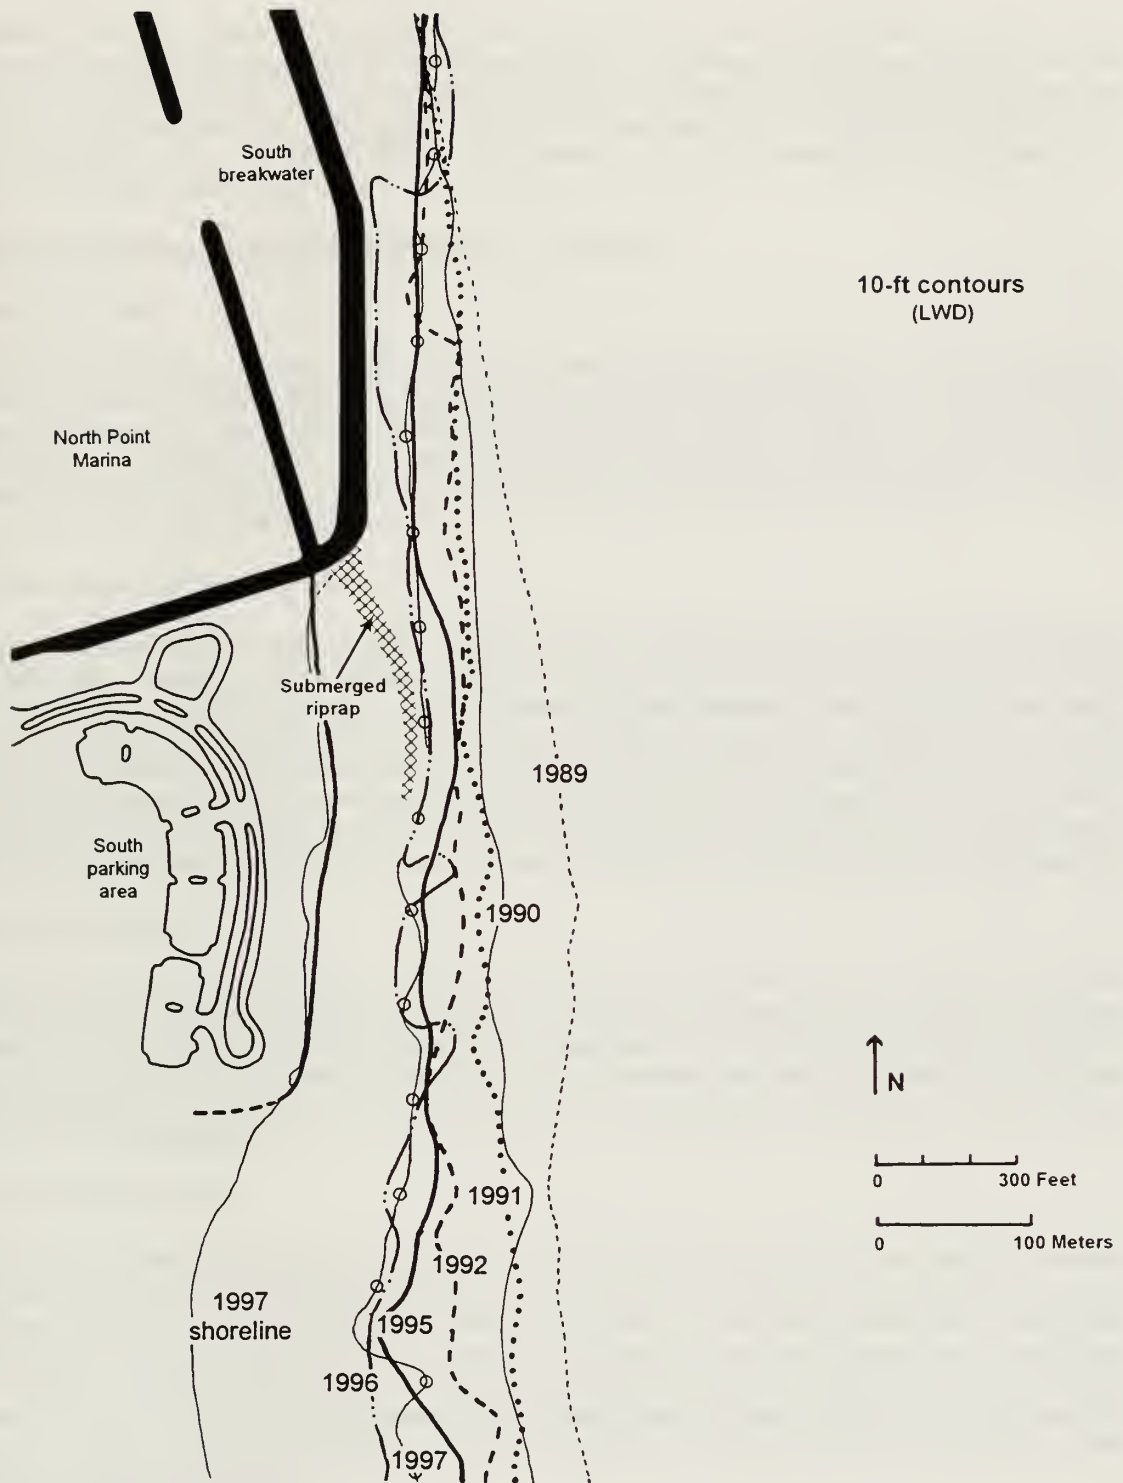 South
breakwater
10-ft contours
(LWD)
North Point
Marina
Submerged
riprap
1989
South
parking
area
1990
N
0
300 Feet
1991
0
100 Meters
1992
1997
shoreline
1995
1996
1997